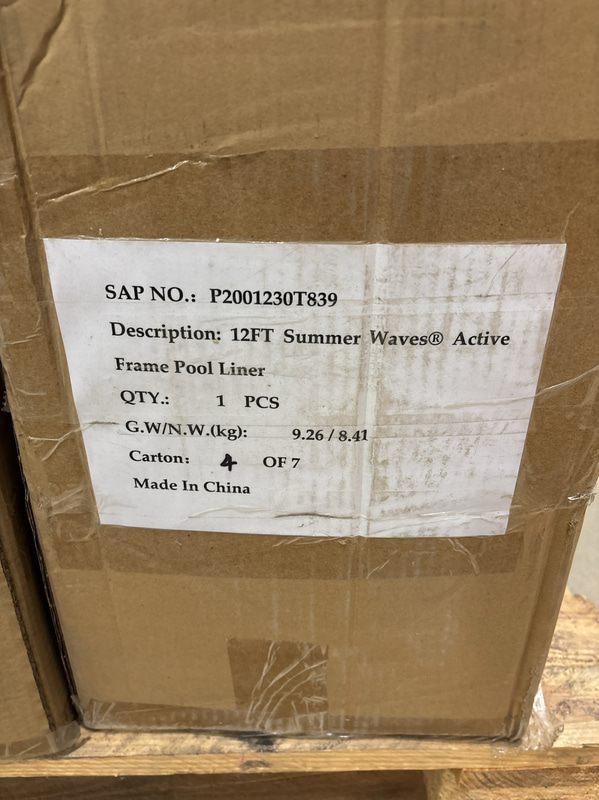 SAP NO.: P2001230T839
Description: 12FT Summer Waves® Active
Frame Pool Liner
QTY.: 1 PCS
G.W/N.W.(kg): 9.26 / 8.41
Carton: 4 OF 7
Made In China